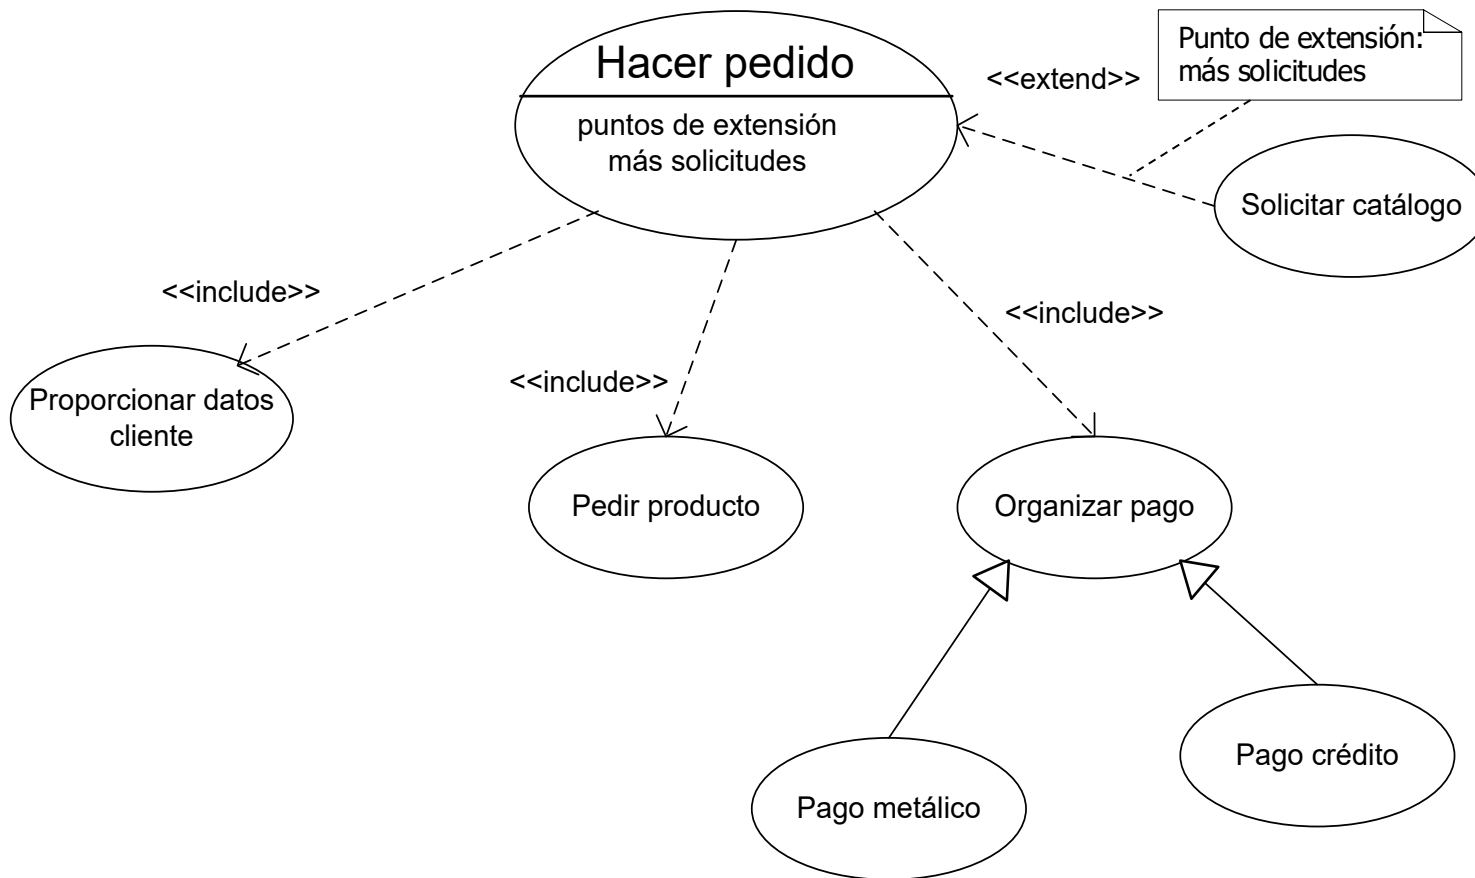 Hacer pedido
puntos de extensión
más solicitudes
<<extend>>
Punto de extensión:
más solicitudes
Solicitar catálogo
<<include>>
<<include>>
<<include>>
Proporcionar datos
cliente
Pedir producto
Organizar pago
Pago metálico
Pago crédito